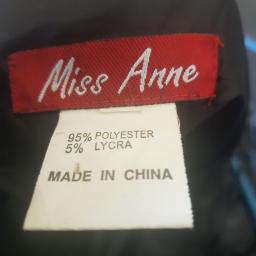 Miss Anne
95% POLYESTER
5% LYCRA
MADE IN CHINA